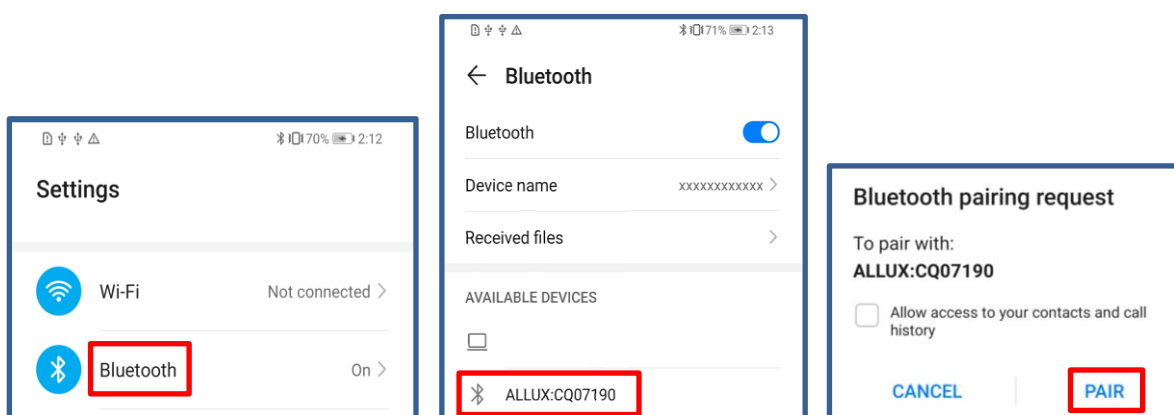 70% 2:12
Settings
Wi-Fi Not connected
Bluetooth On
71% 2:13
Bluetooth
Bluetooth
Device name xxxxxxxxxxxx
Received files
AVAILABLE DEVICES
ALLUX:CQ07190
Bluetooth pairing request
To pair with:
ALLUX:CQ07190
Allow access to your contacts and call
history
CANCEL PAIR